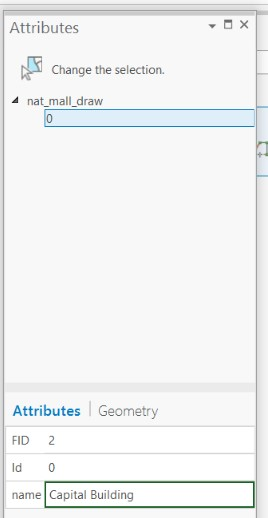 Attributes
Change the selection.
nat_mall_draw
0
Attributes | Geometry
FID 2
Id 0
name Capital Building